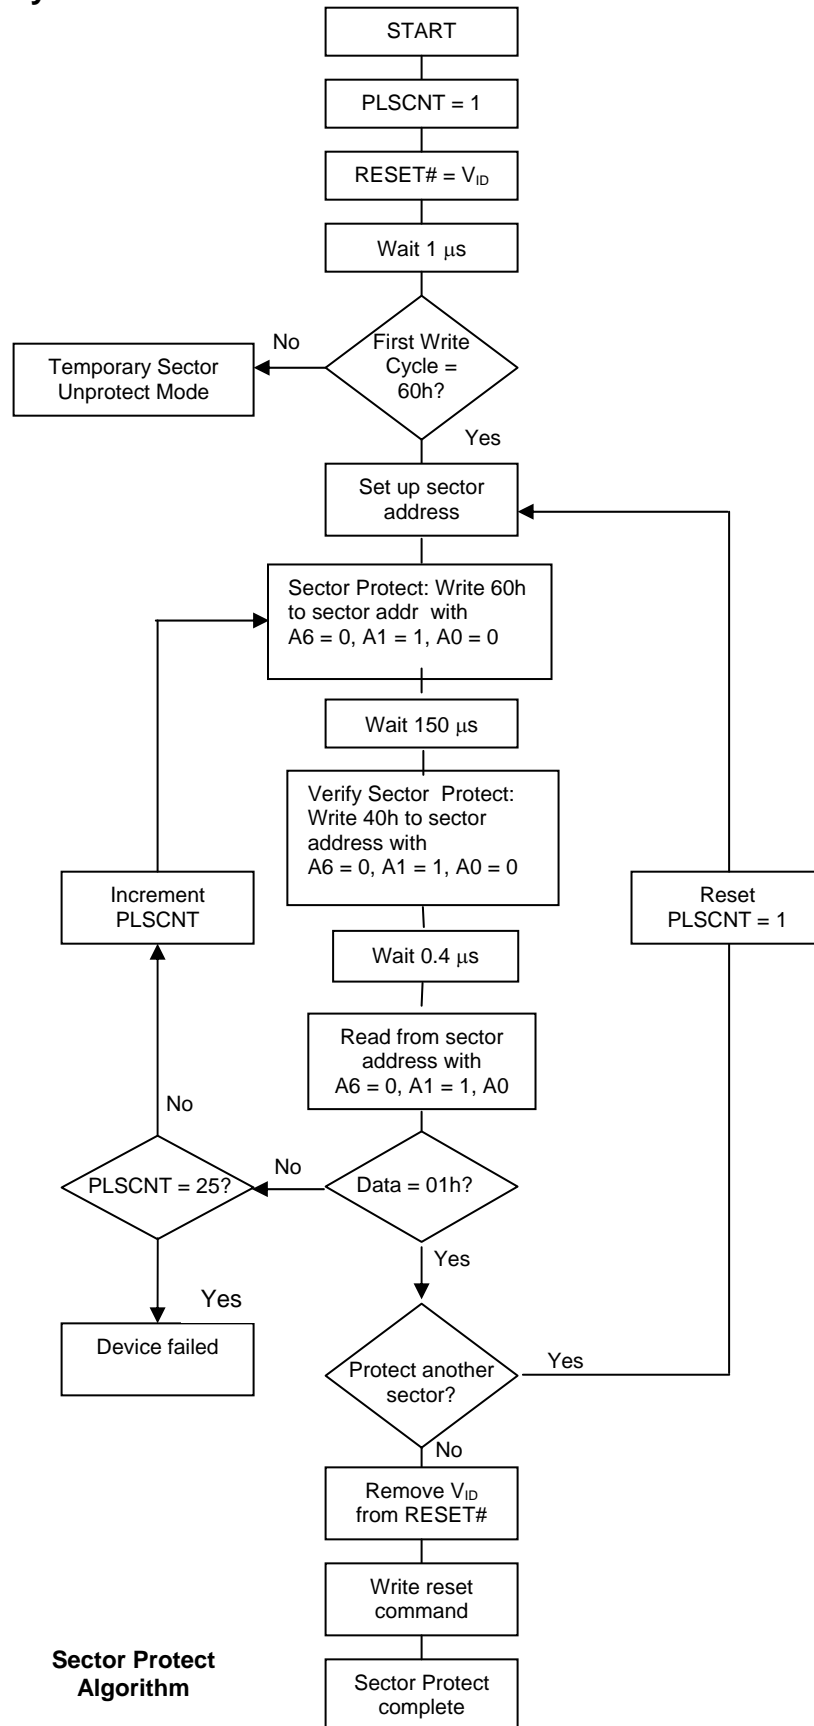 START
PLSCNT = 1
RESET# = VID
Wait 1 μs
First Write
Cycle =
60h?
No
Temporary Sector
Unprotect Mode
Yes
Set up sector
address
Sector Protect: Write 60h
to sector addr with
A6 = 0, A1 = 1, A0 = 0
Wait 150 μs
Verify Sector Protect:
Write 40h to sector
address with
A6 = 0, A1 = 1, A0 = 0
Increment
PLSCNT
Reset
PLSCNT = 1
Wait 0.4 μs
Read from sector
address with
A6 = 0, A1 = 1, A0
No
PLSCNT = 25?
No
Data = 01h?
Yes
Yes
Device failed
Protect another
sector?
Yes
No
Remove VID
from RESET#
Write reset
command
Sector Protect
Algorithm
Sector Protect
complete